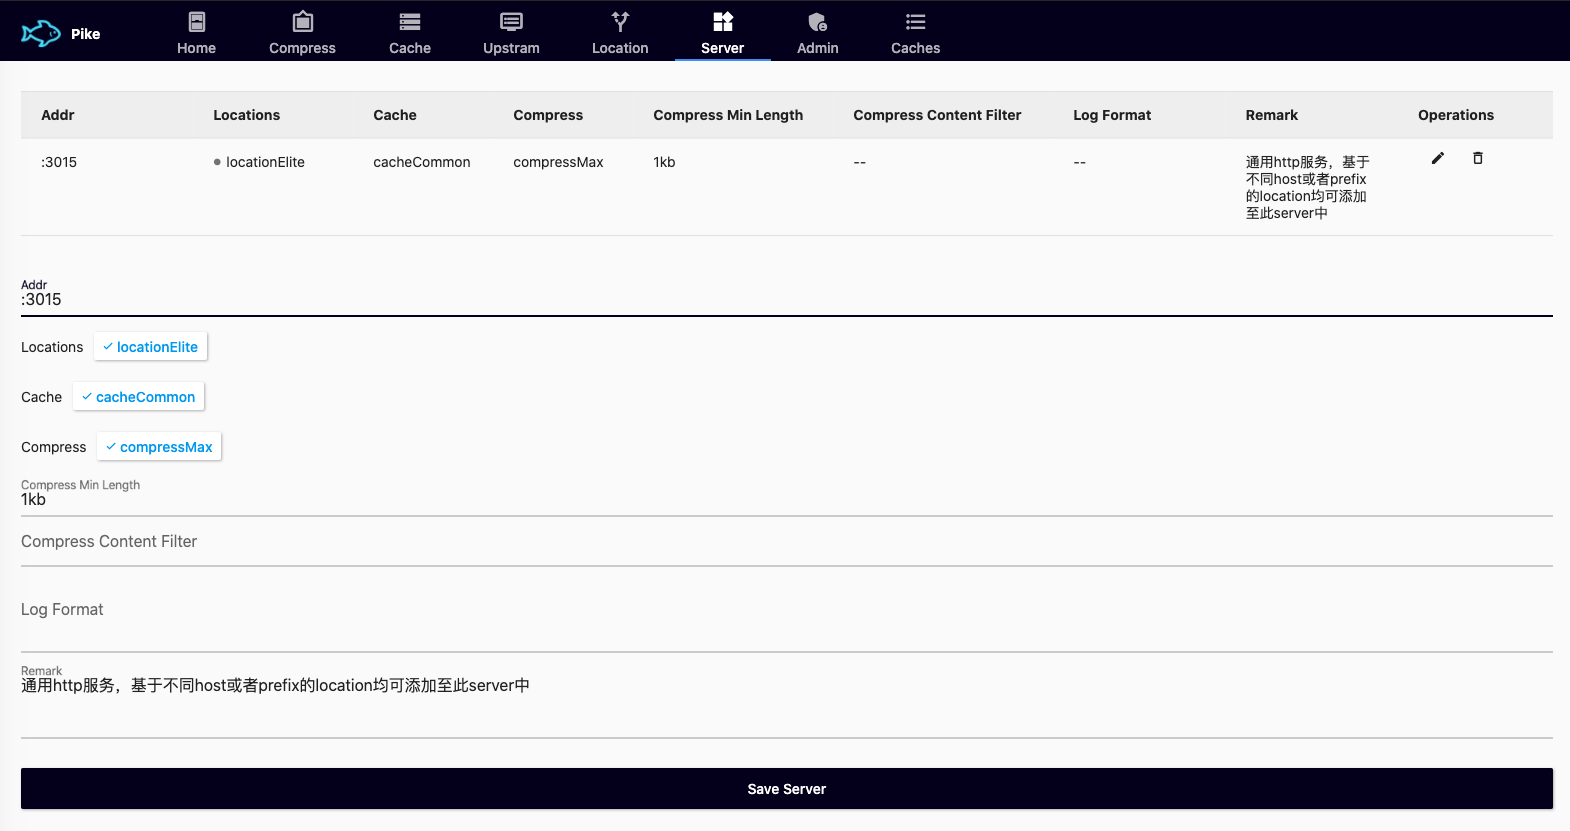 Pike
Home Compress Cache Upstram Location Server Admin Caches
Addr Locations Cache Compress Compress Min Length Compress Content Filter Log Format Remark Operations
:3015 locationElite cacheCommon compressMax 1kb -- -- 通用http服务，基于
不同host或者prefix
的location均可添加
至此server中
Addr
:3015
Locations locationElite
Cache cacheCommon
Compress compressMax
Compress Min Length
1kb
Compress Content Filter
Log Format
Remark
通用http服务，基于不同host或者prefix的location均可添加至此server中
Save Server